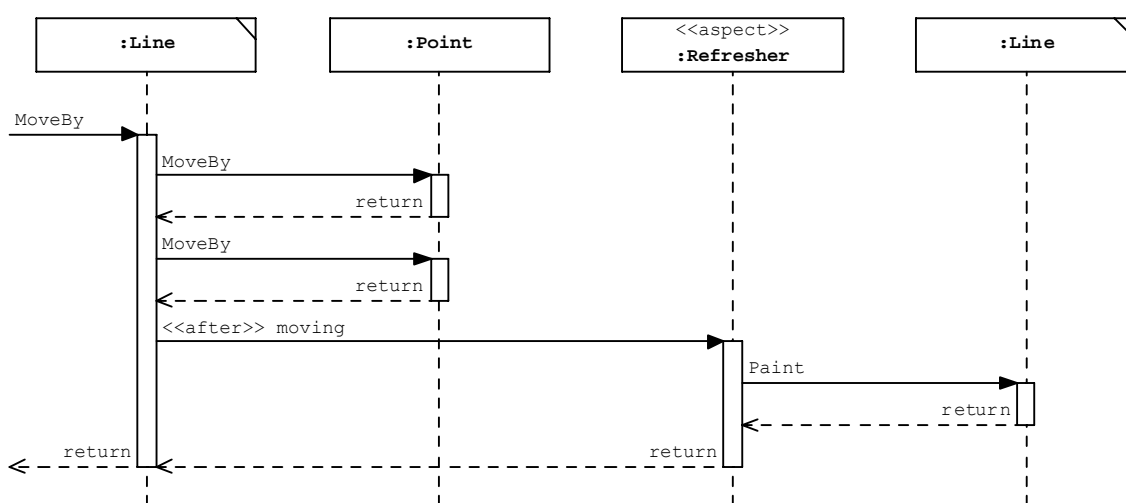 :Line
:Point
<<aspect>>
:Refresher
:Line
MoveBy
MoveBy
return
MoveBy
return
<<after>> moving
Paint
return
return
return